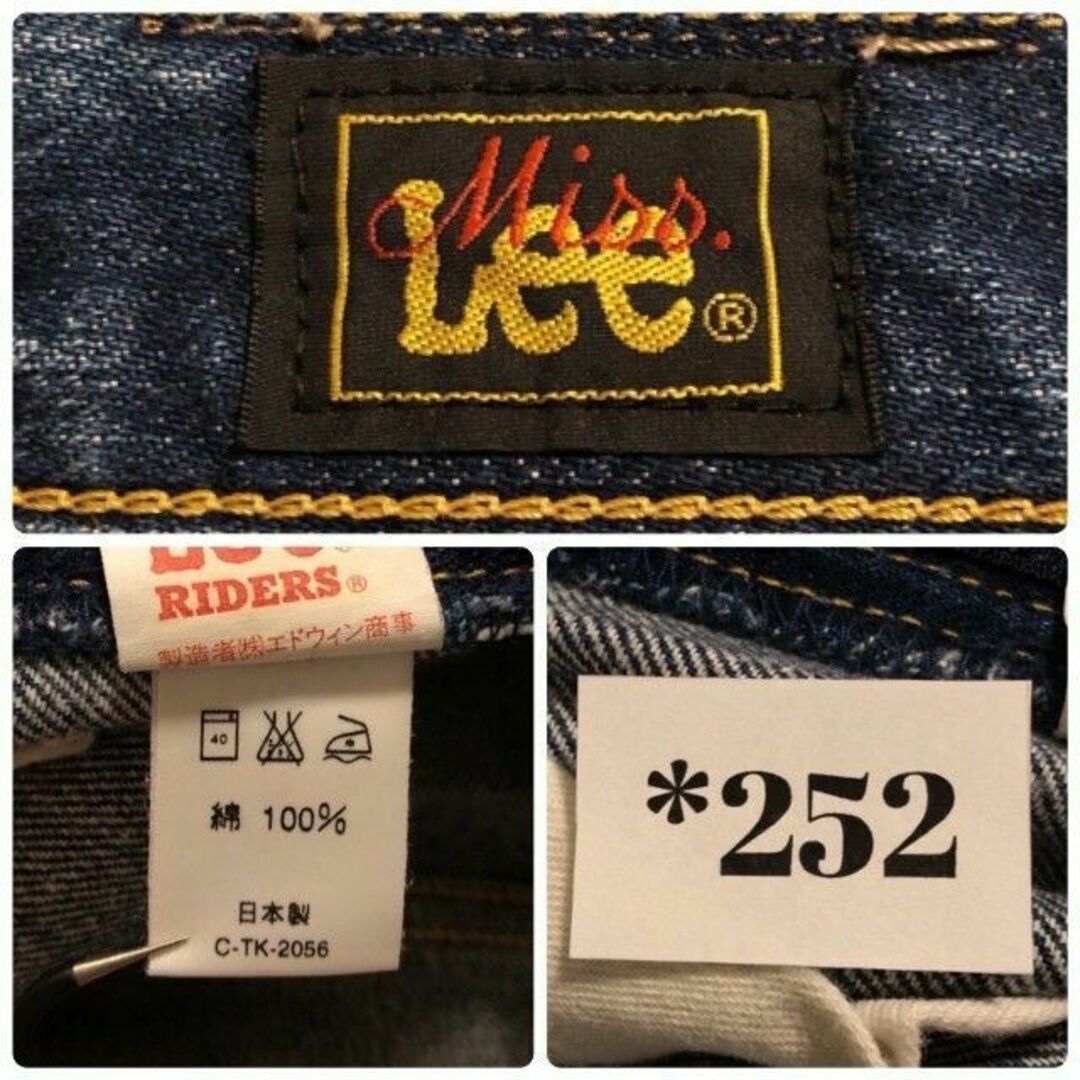 Miss.
Lee®
RIDERS®
製造者㈱エドウィン商事
40
綿 100%
日本製
C-TK-2056
*252